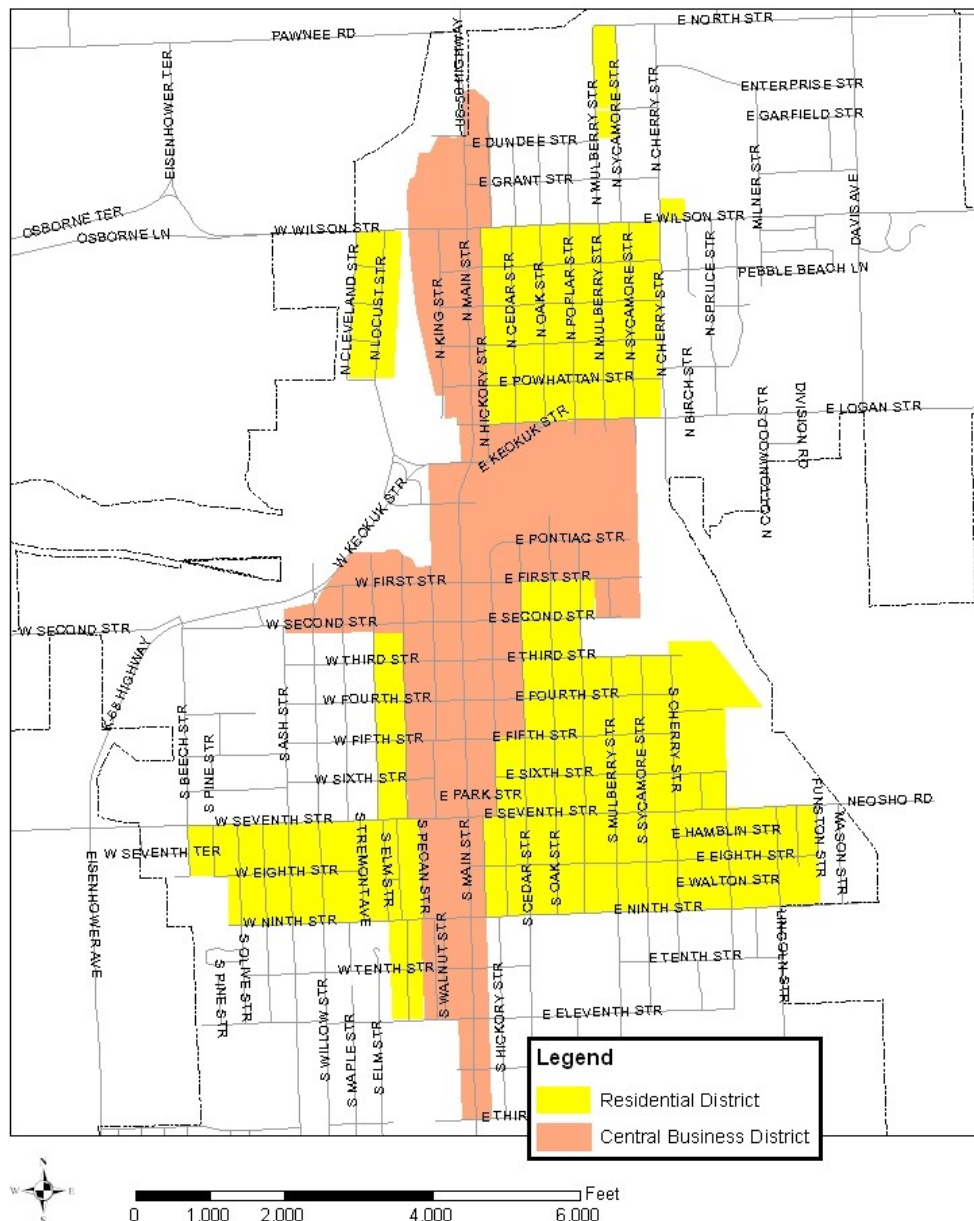 E NORTH STR
PAWNEE RD
US-59 HIGHWAY
EISENHOWER TER
N MULBERRY STR
N SYCAMORE STR
N CHERRY STR
ENTERPRISE STR
E GARFIELD STR
E DUNDEE STR
E GRANT STR
MILNER STR
DAVIS AVE
OSBORNE TER
OSBORNE LN
W WILSON STR
E WILSON STR
PEBBLE BEACH LN
N CLEVELAND STR
N LOCUST STR
N KING STR
N MAIN STR
N HICKORY STR
N CEDAR STR
N OAK STR
N POPLAR STR
N MULBERRY STR
N SYCAMORE STR
N CHERRY STR
N SPRUCE STR
N BIRCH STR
E POWHATTAN STR
E LOGAN STR
N COTTONWOOD STR
DIVISION RD
E KEOKUK STR
W KEOKUK STR
E PONTIAC STR
W FIRST STR
E FIRST STR
W SECOND STR
W SECOND STR
E SECOND STR
K-68 HIGHWAY
W THIRD STR
E THIRD STR
W FOURTH STR
E FOURTH STR
S BEECH STR
S PINE STR
S ASH STR
W FIFTH STR
E FIFTH STR
S MULBERRY STR
S SYCAMORE STR
S CHERRY STR
W SIXTH STR
E SIXTH STR
E PARK STR
W SEVENTH STR
E SEVENTH STR
NEOSHO RD
FUNSTON STR
MASON STR
W SEVENTH TER
EISENHOWER AVE
W EIGHTH STR
S TREMONT AVE
S ELM STR
S PECAN STR
S MAIN STR
S CEDAR STR
S OAK STR
E HAMBLIN STR
E EIGHTH STR
E WALTON STR
W NINTH STR
E NINTH STR
S PINE STR
S OLIVE STR
W TENTH STR
S WALNUT STR
E TENTH STR
LINCOLN STR
S WILLOW STR
S MAPLE STR
S ELM STR
S HICKORY STR
E ELEVENTH STR
E THIR
Legend
Residential District
Central Business District
N
W E
S
Feet
0 1,000 2,000 4,000 6,000